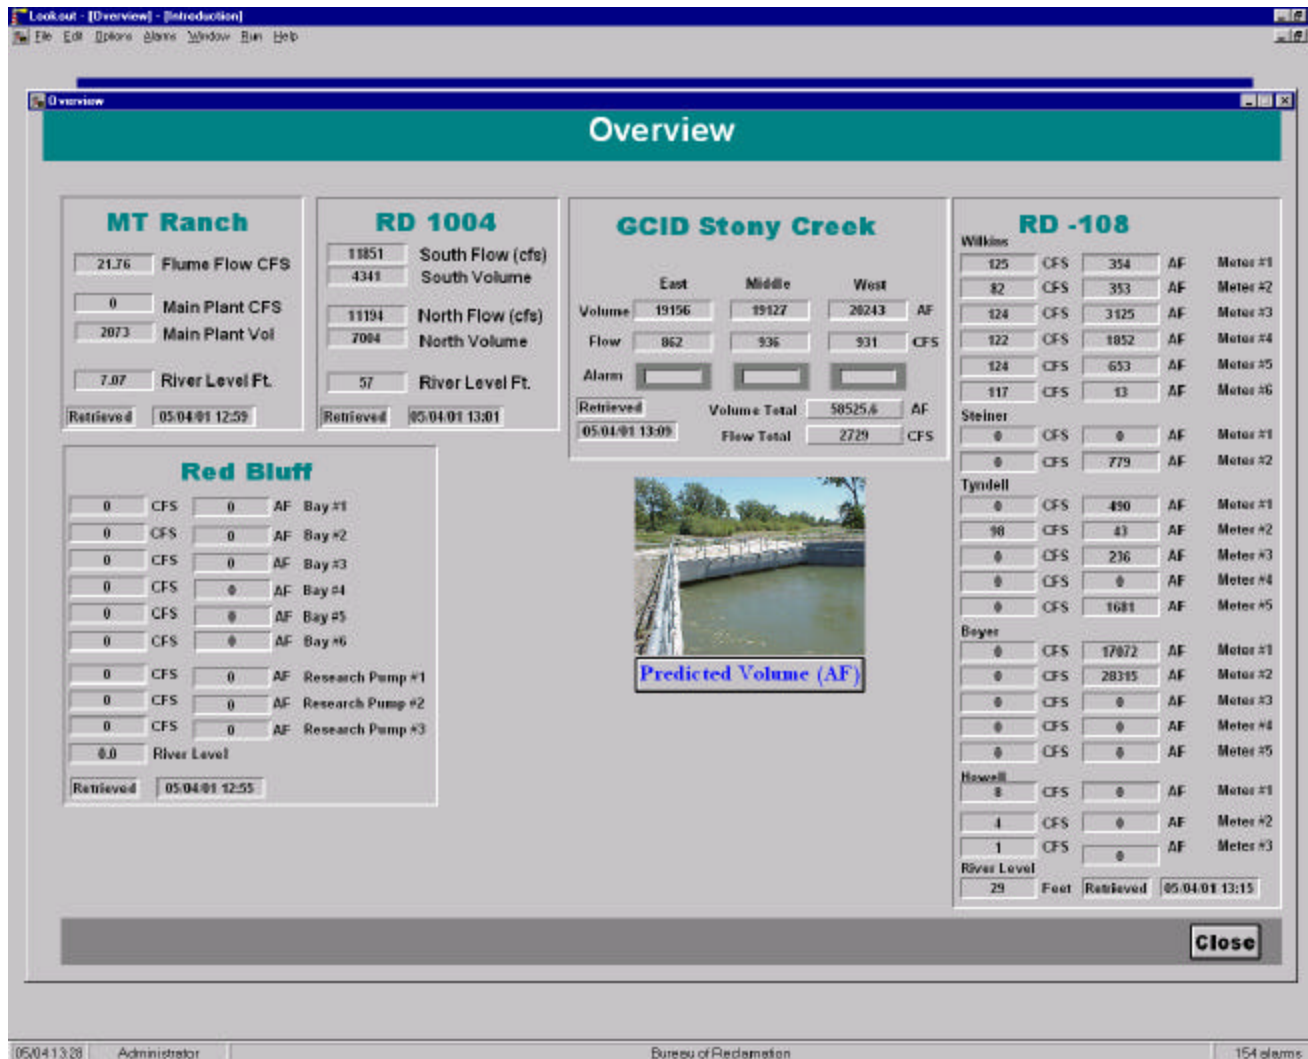 Lookout - [Overview] - [Introduction]
File Edit Options Alarms Window Run Help
Overview
Overview
MT Ranch
21.76 Flume Flow CFS
0 Main Plant CFS
2073 Main Plant Vol
7.07 River Level Ft.
Retrieved 05/04/01 12:59
RD 1004
11851 South Flow (cfs)
4341 South Volume
11194 North Flow (cfs)
7004 North Volume
57 River Level Ft.
Retrieved 05/04/01 13:01
GCID Stony Creek
East Middle West
Volume 19156 19127 20243 AF
Flow 862 936 931 CFS
Alarm
Retrieved Volume Total 58525.6 AF
05/04/01 13:09 Flow Total 2729 CFS
Predicted Volume (AF)
Red Bluff
0 CFS 0 AF Bay #1
0 CFS 0 AF Bay #2
0 CFS 0 AF Bay #3
0 CFS 0 AF Bay #4
0 CFS 0 AF Bay #5
0 CFS 0 AF Bay #6
0 CFS 0 AF Research Pump #1
0 CFS 0 AF Research Pump #2
0 CFS 0 AF Research Pump #3
0.0 River Level
Retrieved 05/04/01 12:55
RD -108
Wilkins
125 CFS 354 AF Meter #1
82 CFS 353 AF Meter #2
124 CFS 3125 AF Meter #3
122 CFS 1852 AF Meter #4
124 CFS 653 AF Meter #5
117 CFS 13 AF Meter #6
Steiner
0 CFS 0 AF Meter #1
0 CFS 779 AF Meter #2
Tyndell
0 CFS 490 AF Meter #1
98 CFS 43 AF Meter #2
0 CFS 236 AF Meter #3
0 CFS 0 AF Meter #4
0 CFS 1681 AF Meter #5
Boyer
0 CFS 17072 AF Meter #1
0 CFS 28315 AF Meter #2
0 CFS 0 AF Meter #3
0 CFS 0 AF Meter #4
0 CFS 0 AF Meter #5
Howell
8 CFS 0 AF Meter #1
4 CFS 0 AF Meter #2
1 CFS 0 AF Meter #3
River Level
29 Feet Retrieved 05/04/01 13:15
Close
05/04 13:28 Administrator Bureau of Reclamation 154 alarms